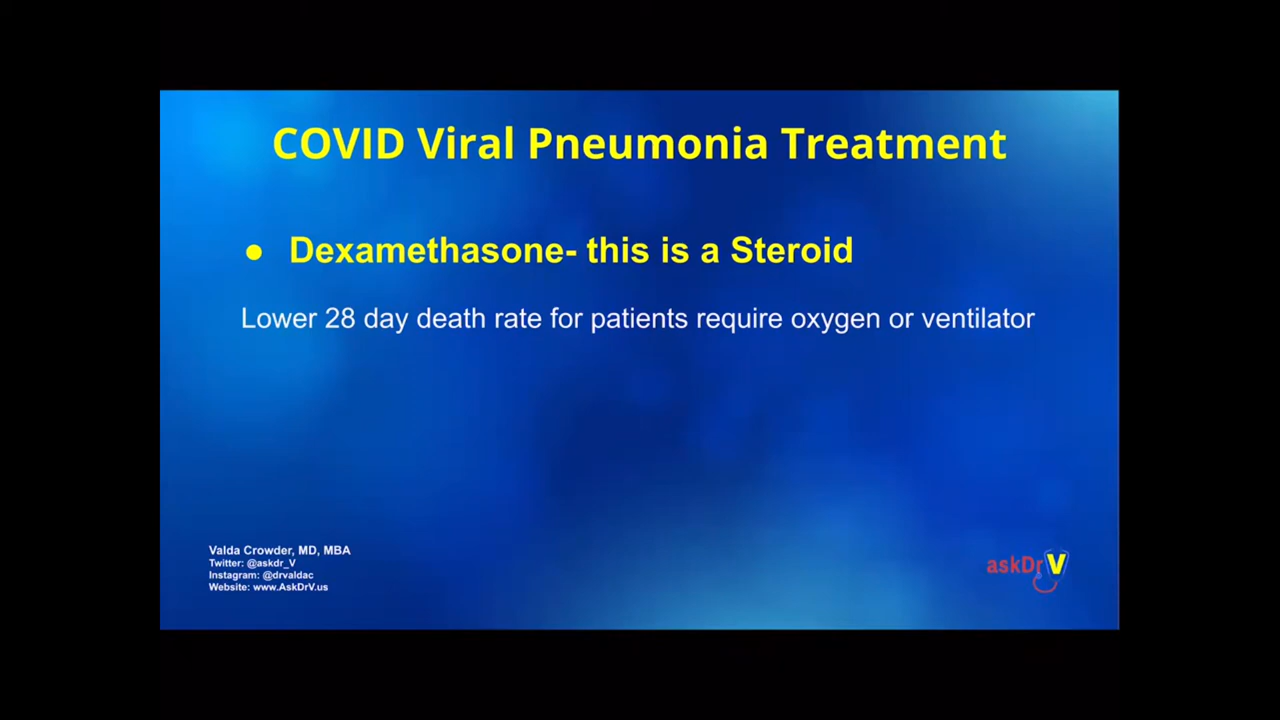 COVID Viral Pneumonia Treatment
● Dexamethasone- this is a Steroid
Lower 28 day death rate for patients require oxygen or ventilator
Valda Crowder, MD, MBA
Twitter: @askdr_V
Instagram: @drvaldac
Website: www.AskDrV.us
askDrV